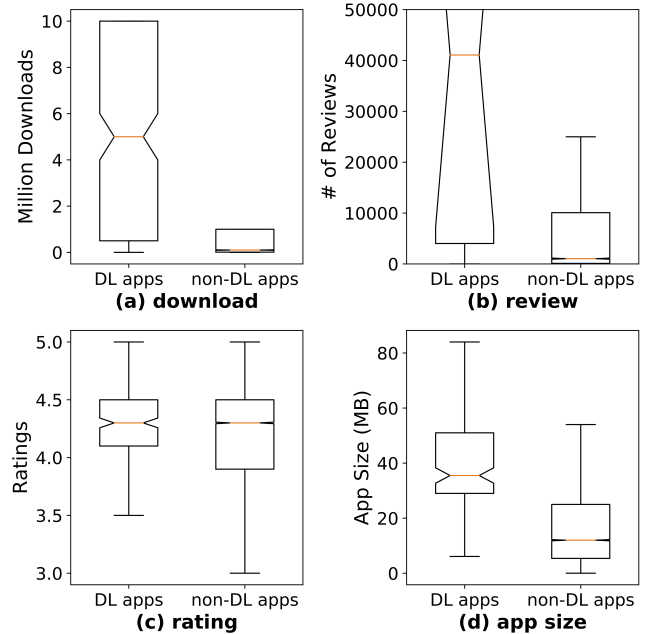 10
8
6
4
2
0
Million Downloads
DL apps non-DL apps
(a) download
50000
40000
30000
20000
10000
0
# of Reviews
DL apps non-DL apps
(b) review
5.0
4.5
4.0
3.5
3.0
Ratings
DL apps non-DL apps
(c) rating
80
60
40
20
0
App Size (MB)
DL apps non-DL apps
(d) app size